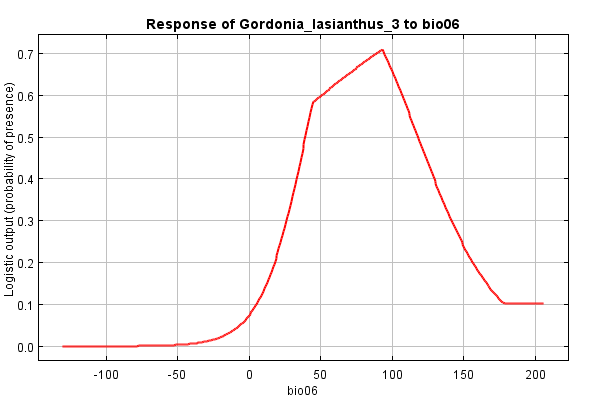 Response of Gordonia_lasianthus_3 to bio06
Logistic output (probability of presence)
0.7
0.6
0.5
0.4
0.3
0.2
0.1
0.0
-100 -50 0 50 100 150 200
bio06